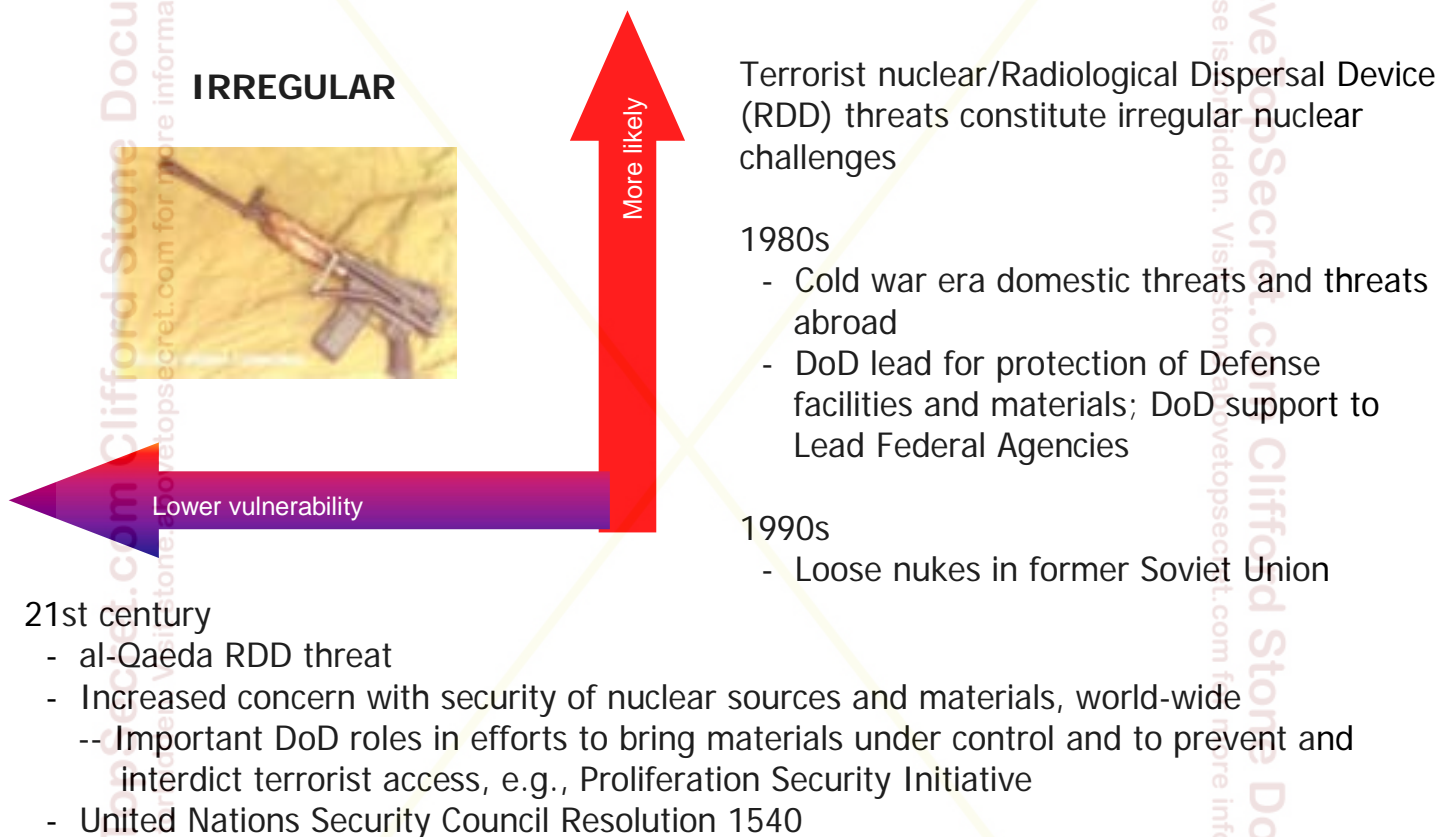 IRREGULAR
More likely
Lower vulnerability
Terrorist nuclear/Radiological Dispersal Device
(RDD) threats constitute irregular nuclear
challenges
1980s
- Cold war era domestic threats and threats
abroad
- DoD lead for protection of Defense
facilities and materials; DoD support to
Lead Federal Agencies
1990s
- Loose nukes in former Soviet Union
21st century
- al-Qaeda RDD threat
- Increased concern with security of nuclear sources and materials, world-wide
-- Important DoD roles in efforts to bring materials under control and to prevent and
interdict terrorist access, e.g., Proliferation Security Initiative
- United Nations Security Council Resolution 1540